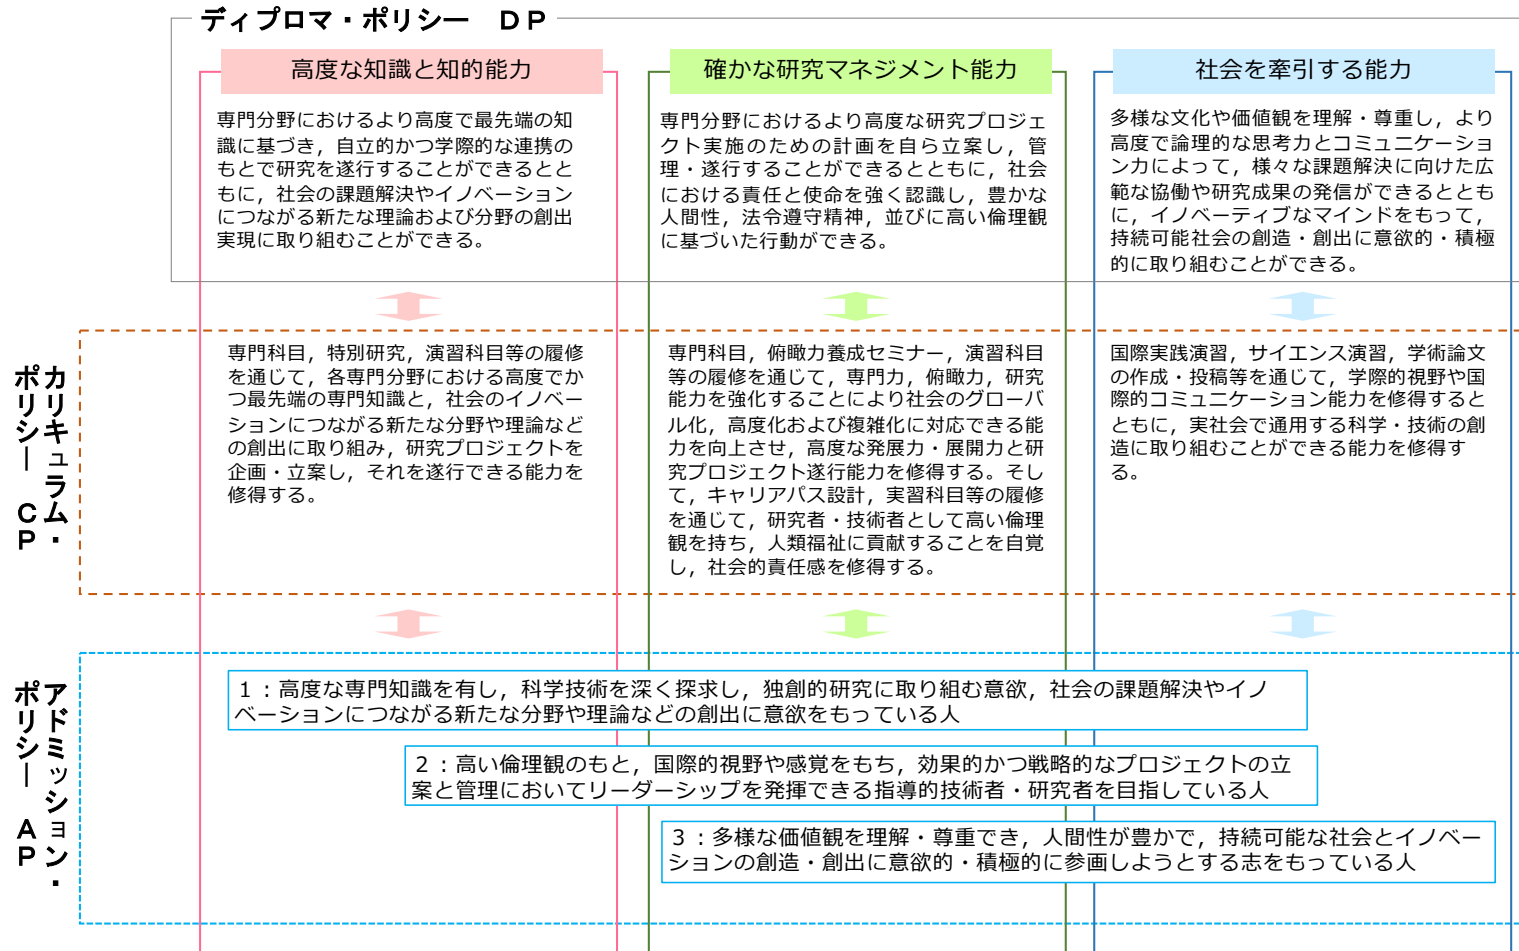 ディプロマ・ポリシー　ＤＰ
高度な知識と知的能力
専門分野におけるより高度で最先端の知
識に基づき，自立的かつ学際的な連携の
もとで研究を遂行することができるとと
もに，社会の課題解決やイノベーション
につながる新たな理論および分野の創出
実現に取り組むことができる。
確かな研究マネジメント能力
専門分野におけるより高度な研究プロジェ
クト実施のための計画を自ら立案し，管
理・遂行することができるとともに，社会
における責任と使命を強く認識し，豊かな
人間性，法令遵守精神，並びに高い倫理観
に基づいた行動ができる。
社会を牽引する能力
多様な文化や価値観を理解・尊重し，より
高度で論理的な思考力とコミュニケーショ
ン力によって，様々な課題解決に向けた広
範な協働や研究成果の発信ができるととも
に，イノベーティブなマインドをもって，
持続可能社会の創造・創出に意欲的・積極
的に取り組むことができる。
カリキュラム・
ポリシー　ＣＰ
専門科目，特別研究，演習科目等の履修
を通じて，各専門分野における高度でか
つ最先端の専門知識と，社会のイノベー
ションにつながる新たな分野や理論など
の創出に取り組み，研究プロジェクトを
企画・立案し，それを遂行できる能力を
修得する。
専門科目，俯瞰力養成セミナー，演習科目
等の履修を通じて，専門力，俯瞰力，研究
能力を強化することにより社会のグローバ
ル化，高度化および複雑化に対応できる能
力を向上させ，高度な発展力・展開力と研
究プロジェクト遂行能力を修得する。そし
て，キャリアパス設計，実習科目等の履修
を通じて，研究者・技術者として高い倫理
観を持ち，人類福祉に貢献することを自覚
し，社会的責任感を修得する。
国際実践演習，サイエンス演習，学術論文
の作成・投稿等を通じて，学際的視野や国
際的コミュニケーション能力を修得すると
ともに，実社会で通用する科学・技術の創
造に取り組むことができる能力を修得す
る。
アドミッション・
ポリシー　ＡＰ
１：高度な専門知識を有し，科学技術を深く探求し，独創的研究に取り組む意欲，社会の課題解決やイノ
ベーションにつながる新たな分野や理論などの創出に意欲をもっている人
２：高い倫理観のもと，国際的視野や感覚をもち，効果的かつ戦略的なプロジェクトの立
案と管理においてリーダーシップを発揮できる指導的技術者・研究者を目指している人
３：多様な価値観を理解・尊重でき，人間性が豊かで，持続可能な社会とイノベー
ションの創造・創出に意欲的・積極的に参画しようとする志をもっている人